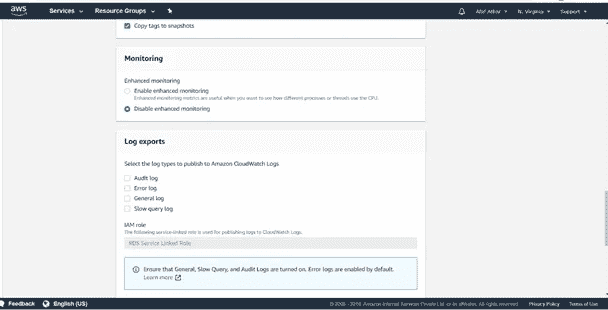 aws
Services
Resource Groups
N. Virginia
Support
Copy tags to snapshots
Monitoring
Enhanced monitoring
Enable enhanced monitoring
Enhanced monitoring metrics are useful when you want to see how different processes or threads use the CPU.
Disable enhanced monitoring
Log exports
Select the log types to publish to Amazon CloudWatch Logs
Audit log
Error log
General log
Slow query log
IAM role
The following service-linked role is used for publishing logs to CloudWatch Logs.
RDS Service Linked Role
Ensure that General, Slow Query, and Audit Logs are turned on. Error logs are enabled by default.
Learn more
Feedback
English (US)
Amazon Internet Services Private Ltd. or its affiliates. All rights reserved.
Privacy Policy
Terms of Use